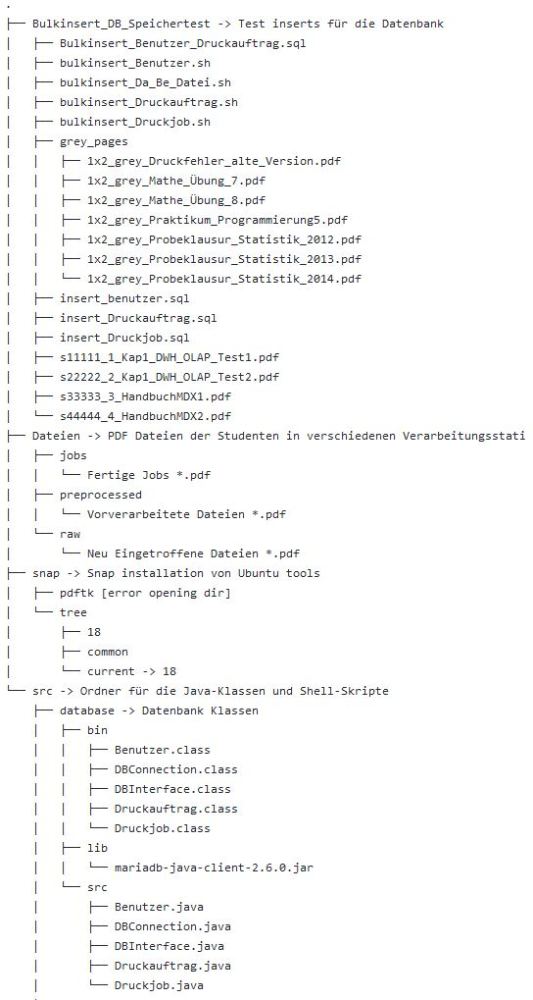 .
├── Bulkinsert_DB_Speichertest -> Test inserts für die Datenbank
│   ├── Bulkinsert_Benutzer_Druckauftrag.sql
│   ├── bulkinsert_Benutzer.sh
│   ├── bulkinsert_Da_Be_Datei.sh
│   ├── bulkinsert_Druckauftrag.sh
│   ├── bulkinsert_Druckjob.sh
│   ├── grey_pages
│   │   ├── 1x2_grey_Druckfehler_alte_Version.pdf
│   │   ├── 1x2_grey_Mathe_Übung_7.pdf
│   │   ├── 1x2_grey_Mathe_Übung_8.pdf
│   │   ├── 1x2_grey_Praktikum_Programmierung5.pdf
│   │   ├── 1x2_grey_Probeklausur_Statistik_2012.pdf
│   │   ├── 1x2_grey_Probeklausur_Statistik_2013.pdf
│   │   └── 1x2_grey_Probeklausur_Statistik_2014.pdf
│   ├── insert_benutzer.sql
│   ├── insert_Druckauftrag.sql
│   ├── insert_Druckjob.sql
│   ├── s11111_1_Kap1_DWH_OLAP_Test1.pdf
│   ├── s22222_2_Kap1_DWH_OLAP_Test2.pdf
│   ├── s33333_3_HandbuchMDX1.pdf
│   └── s44444_4_HandbuchMDX2.pdf
├── Dateien -> PDF Dateien der Studenten in verschiedenen Verarbeitungsstati
│   ├── jobs
│   │   └── Fertige Jobs *.pdf
│   ├── preprocessed
│   │   └── Vorverarbeitete Dateien *.pdf
│   └── raw
│       └── Neu Eingetroffene Dateien *.pdf
├── snap -> Snap installation von Ubuntu tools
│   ├── pdftk [error opening dir]
│   └── tree
│       ├── 18
│       ├── common
│       └── current -> 18
└── src -> Ordner für die Java-Klassen und Shell-Skripte
    ├── database -> Datenbank Klassen
    │   ├── bin
    │   │   ├── Benutzer.class
    │   │   ├── DBConnection.class
    │   │   ├── DBInterface.class
    │   │   ├── Druckauftrag.class
    │   │   └── Druckjob.class
    │   ├── lib
    │   │   └── mariadb-java-client-2.6.0.jar
    │   └── src
    │       ├── Benutzer.java
    │       ├── DBConnection.java
    │       ├── DBInterface.java
    │       ├── Druckauftrag.java
    │       └── Druckjob.java